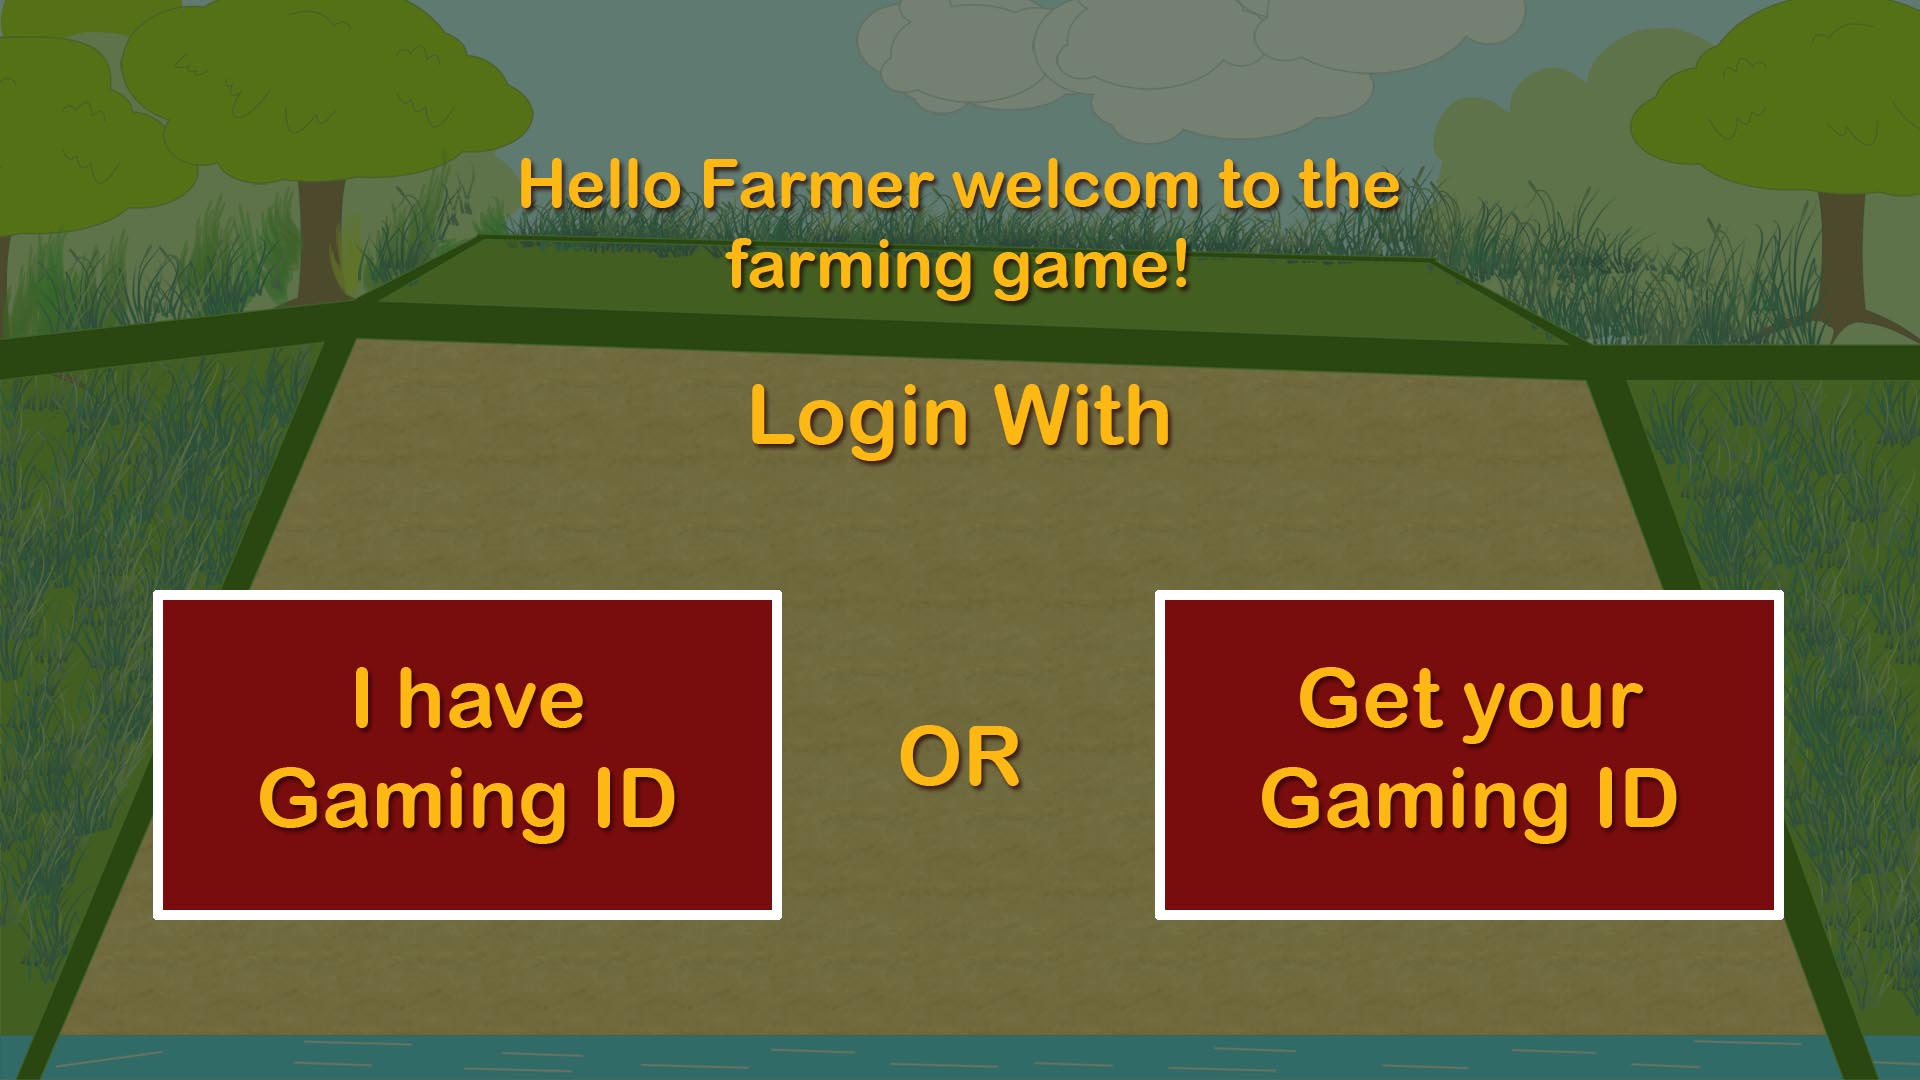 Hello Farmer welcom to the
farming game!
Login With
I have
Gaming ID
OR
Get your
Gaming ID